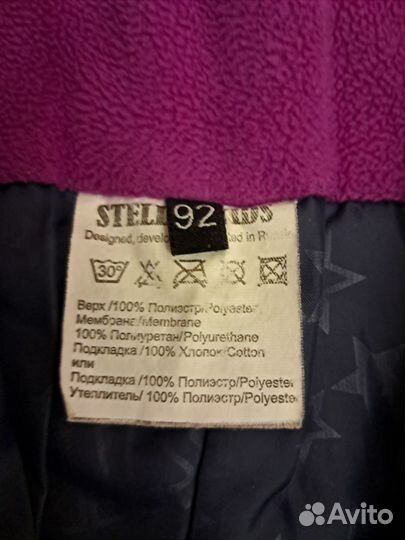 92
Designed, in
30°
Верх /100% Полиэстр/Polyester
Мембрана/Membrane
100% Полиуретан/Polyurethane
Подкладка /100% Хлопок/Cotton
или
Подкладка /100% Полиэстр/Polyester
Утеплитель/ 100% Полиэстр/Polyester
Avito